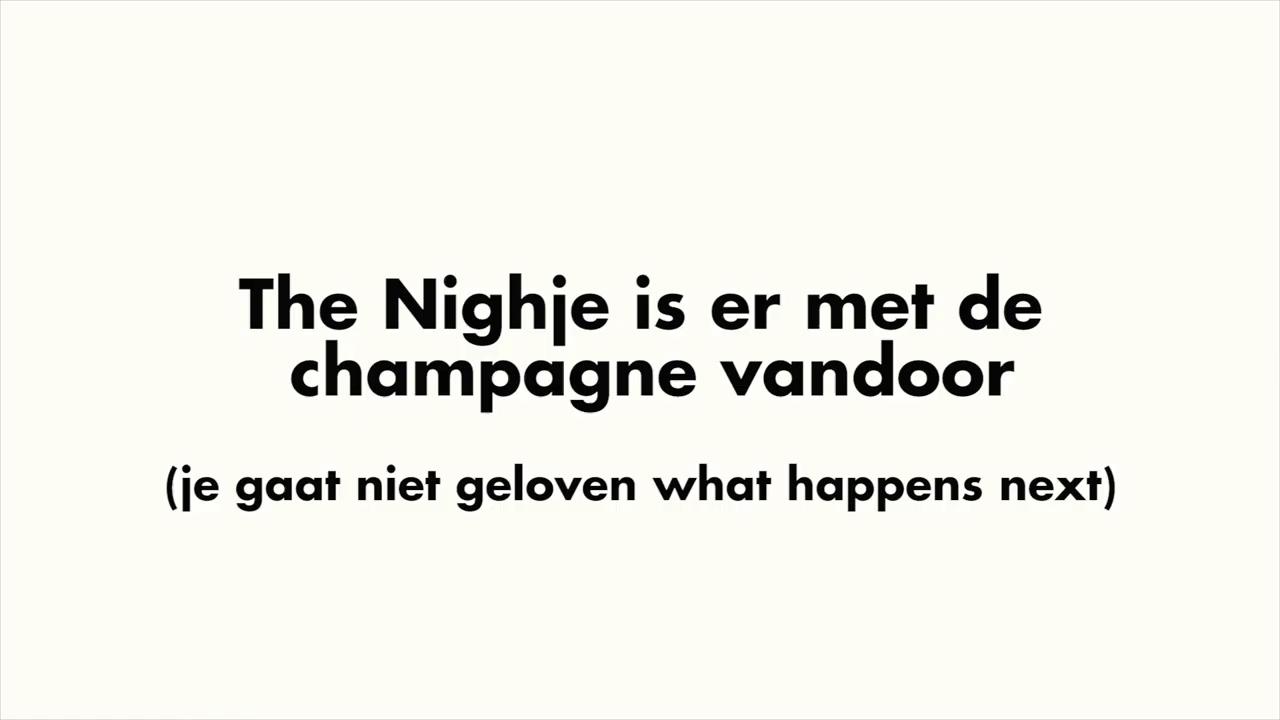 The Nighje is er met de
champagne vandoor
(je gaat niet geloven what happens next)